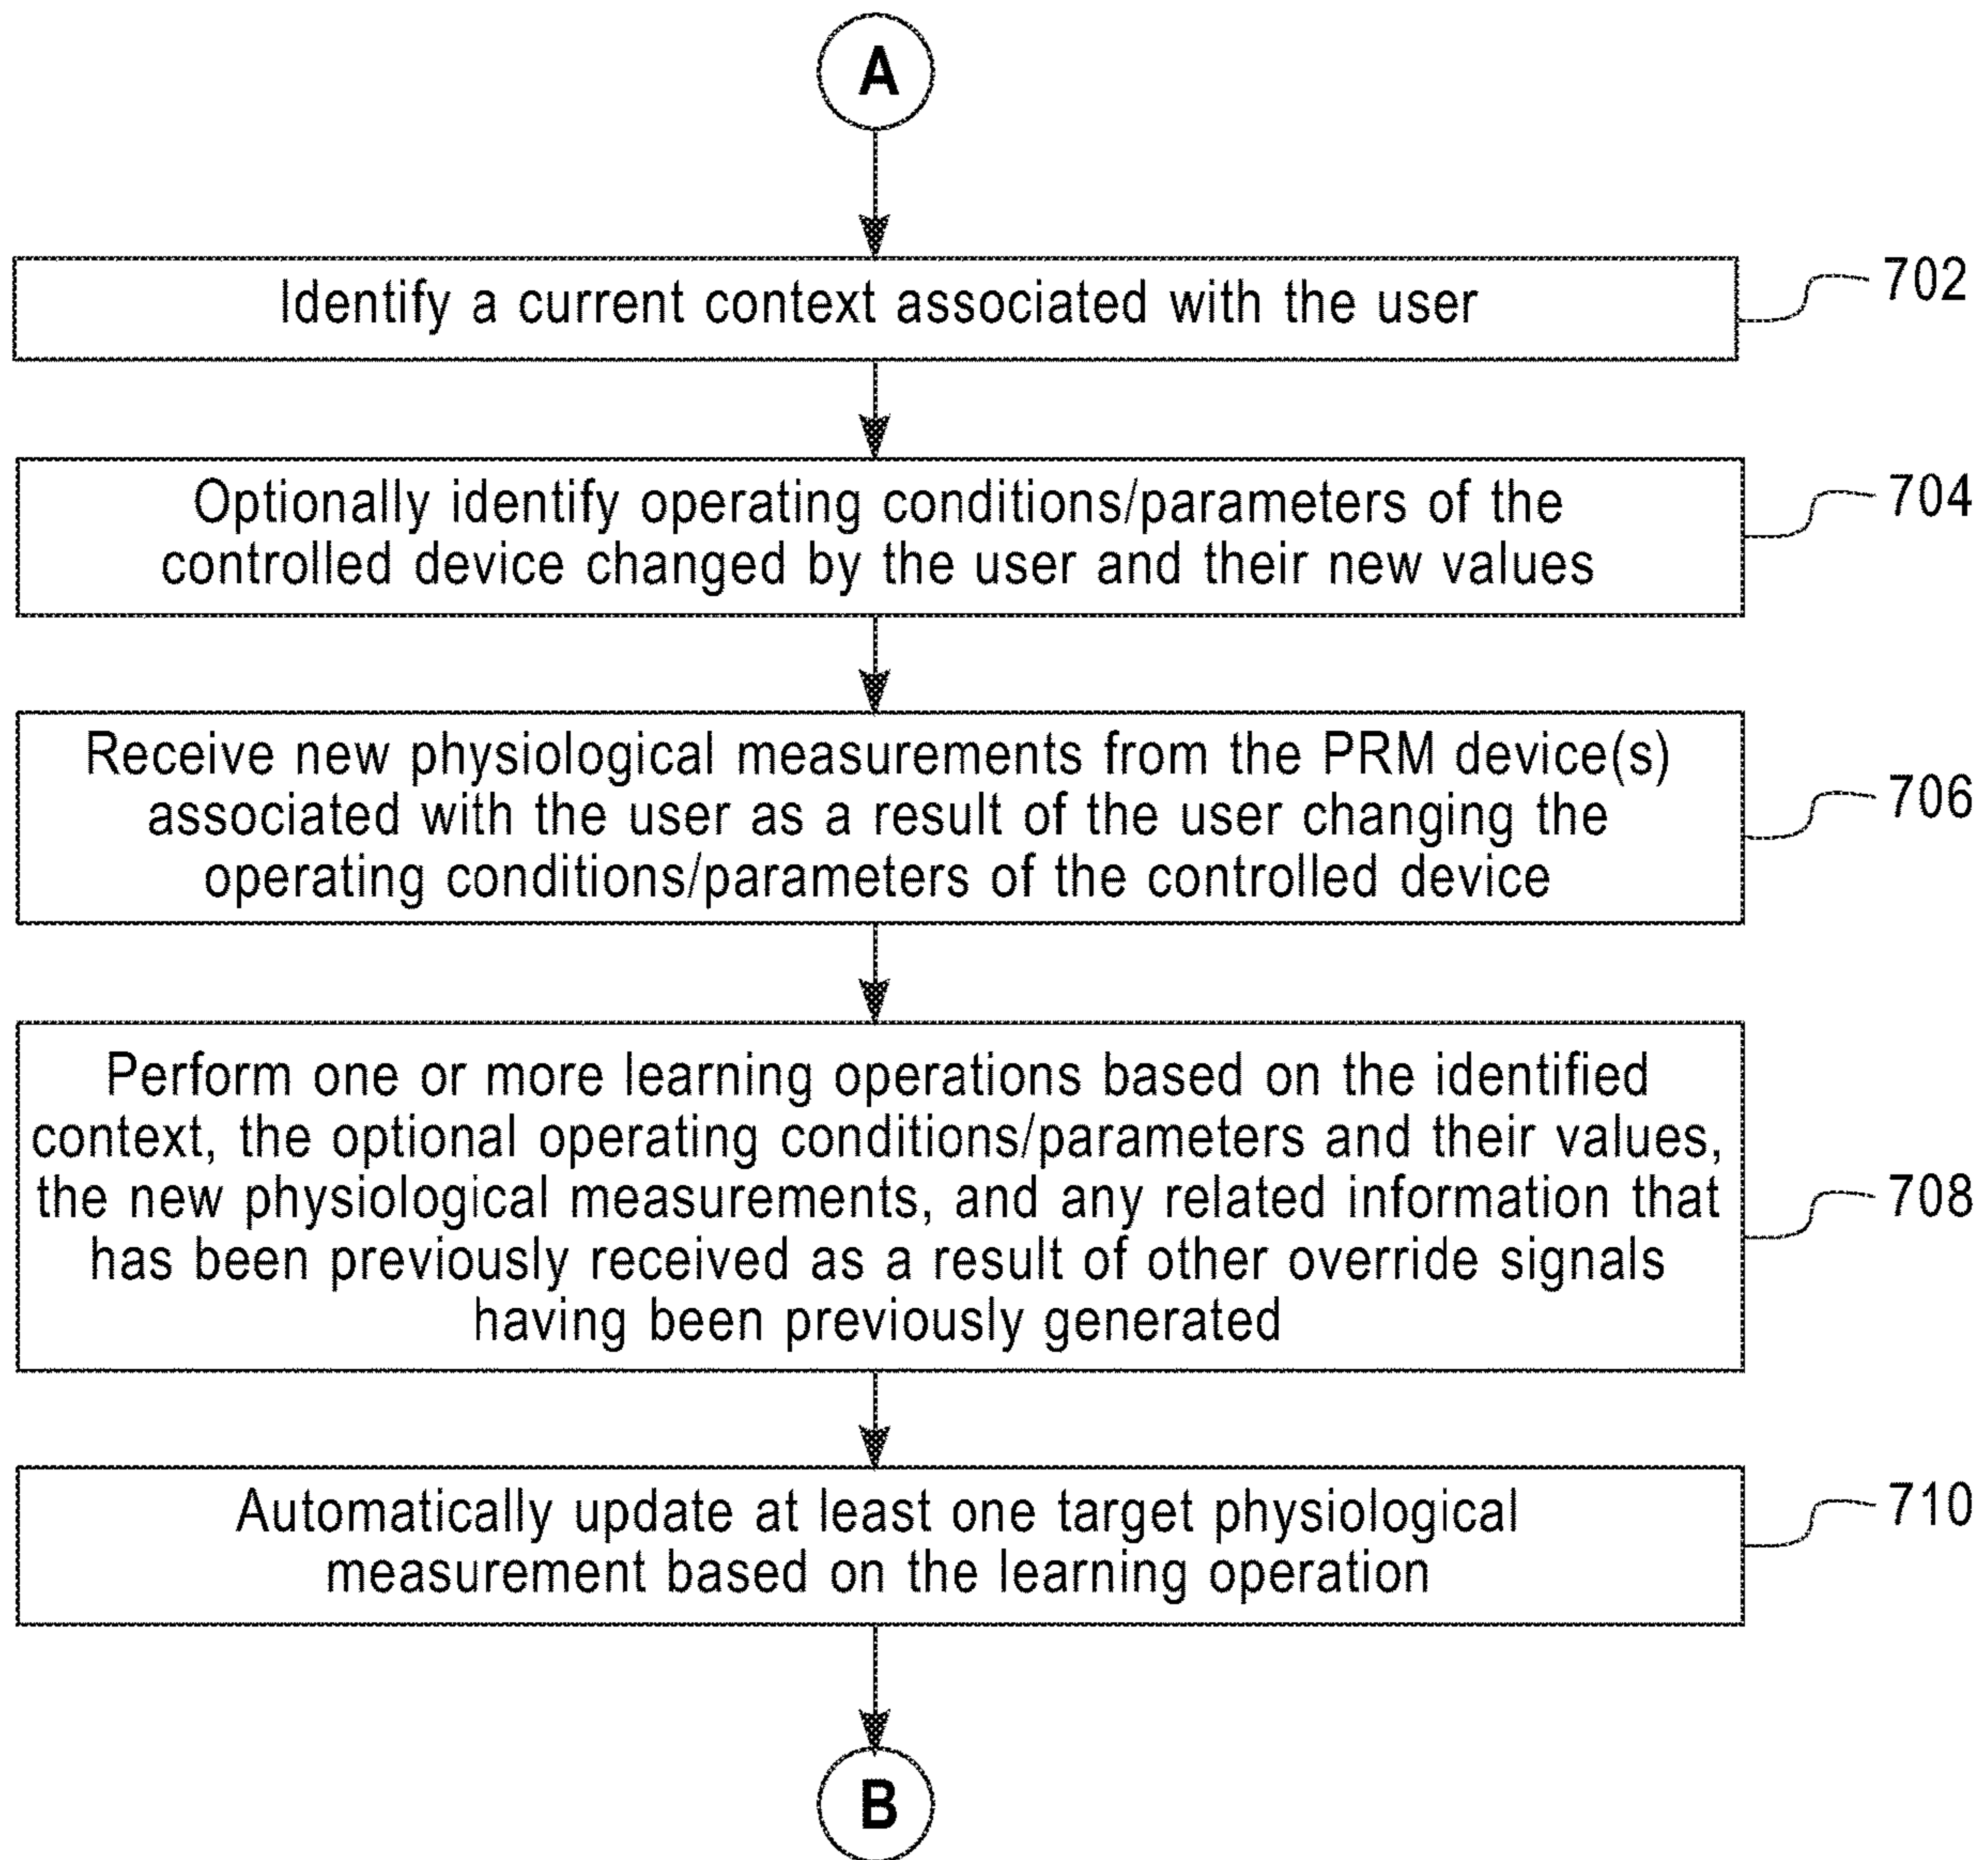 A
Identify a current context associated with the user
702
Optionally identify operating conditions/parameters of the
controlled device changed by the user and their new values
704
Receive new physiological measurements from the PRM device(s)
associated with the user as a result of the user changing the
operating conditions/parameters of the controlled device
706
Perform one or more learning operations based on the identified
context, the optional operating conditions/parameters and their values,
the new physiological measurements, and any related information that
has been previously received as a result of other override signals
having been previously generated
708
Automatically update at least one target physiological
measurement based on the learning operation
710
B